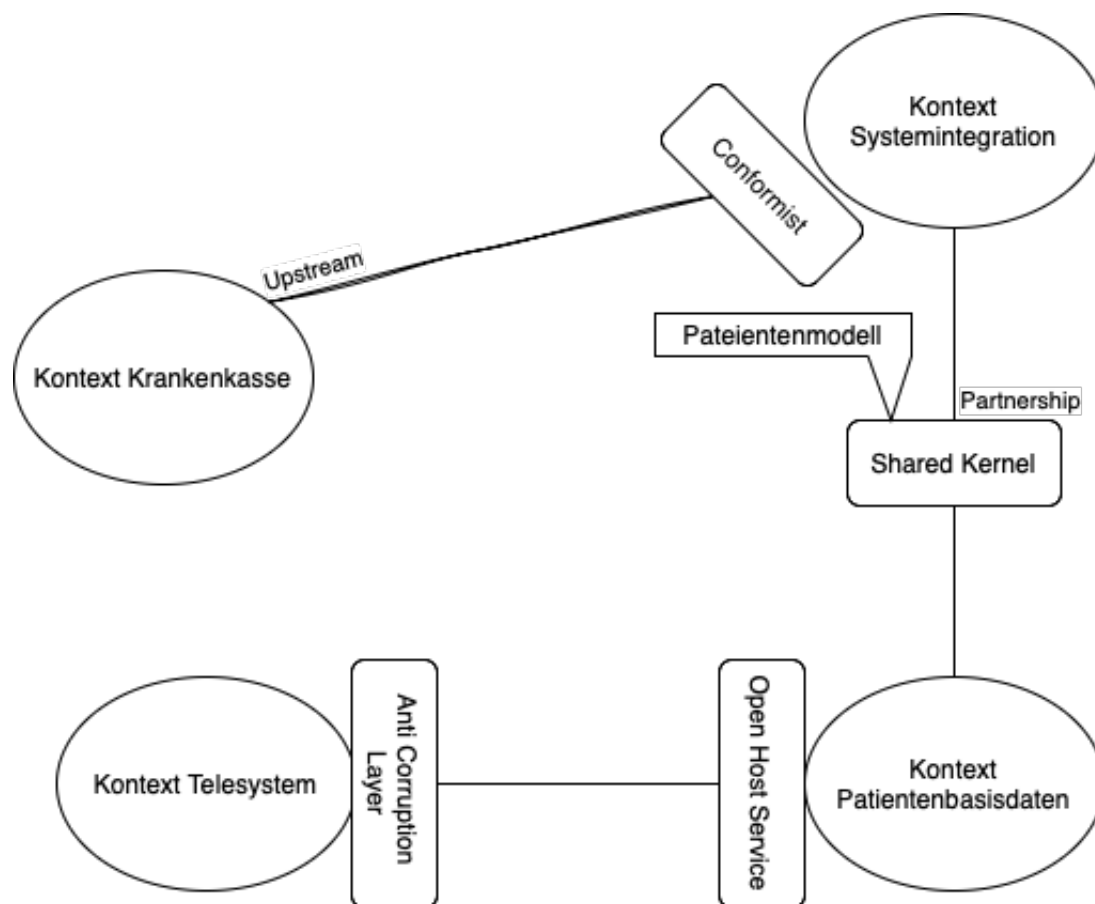 Kontext
Systemintegration
Conformist
Upstream
Kontext Krankenkasse
Pateientenmodell
Partnership
Shared Kernel
Kontext Telesystem
Anti Corruption
Layer
Open Host Service
Kontext
Patientenbasisdaten